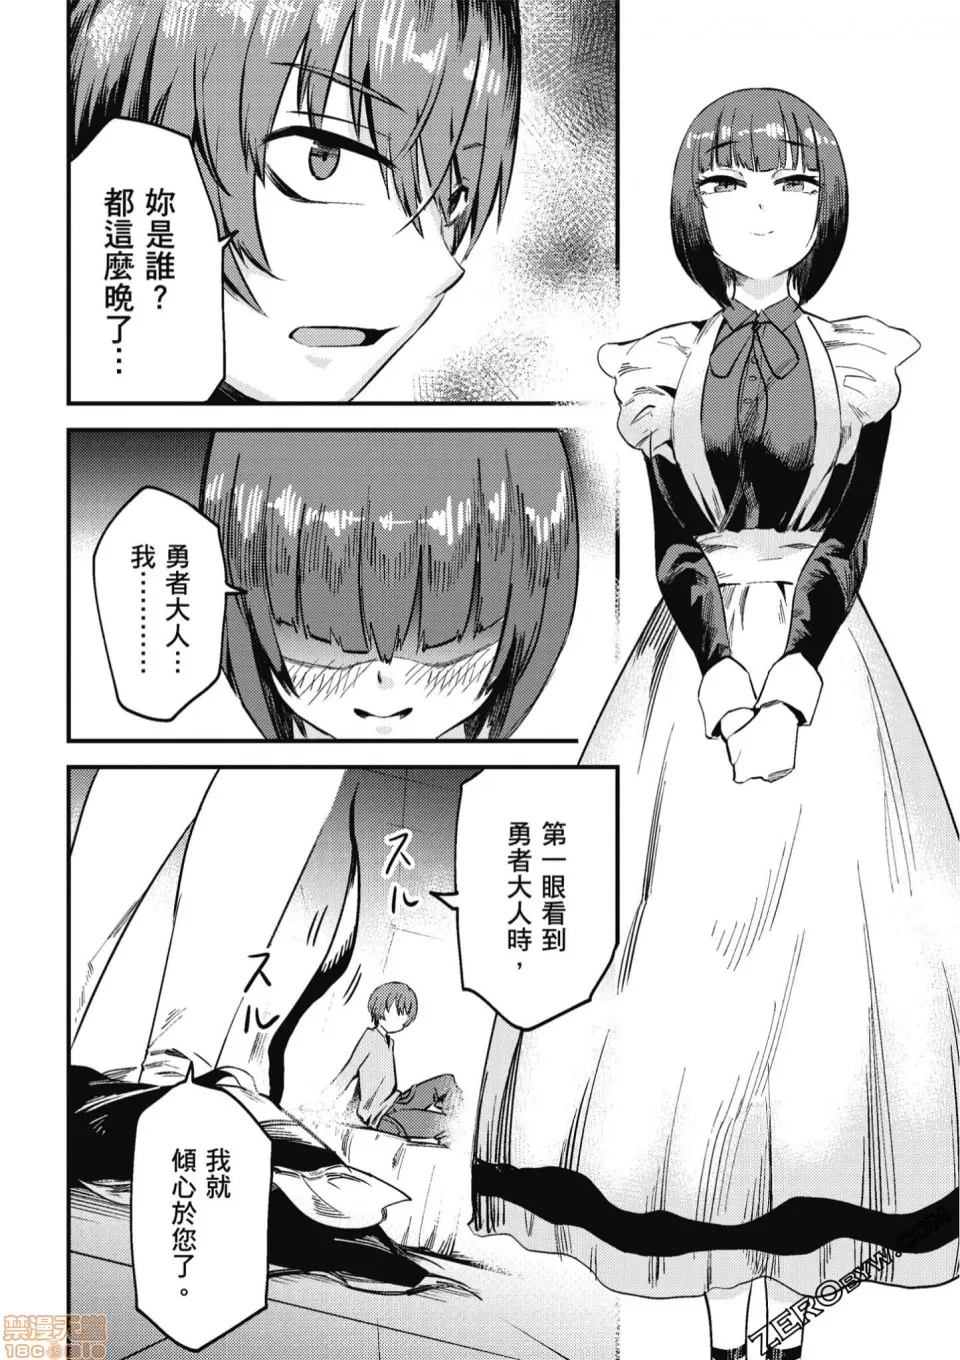 妳是誰？
都這麼晚了…
勇者大人…
我…………
第一眼看到
勇者大人時，
スル
スル
我就
傾心於您了。
禁漫天堂
18COMIC
ZEROBYW.COM